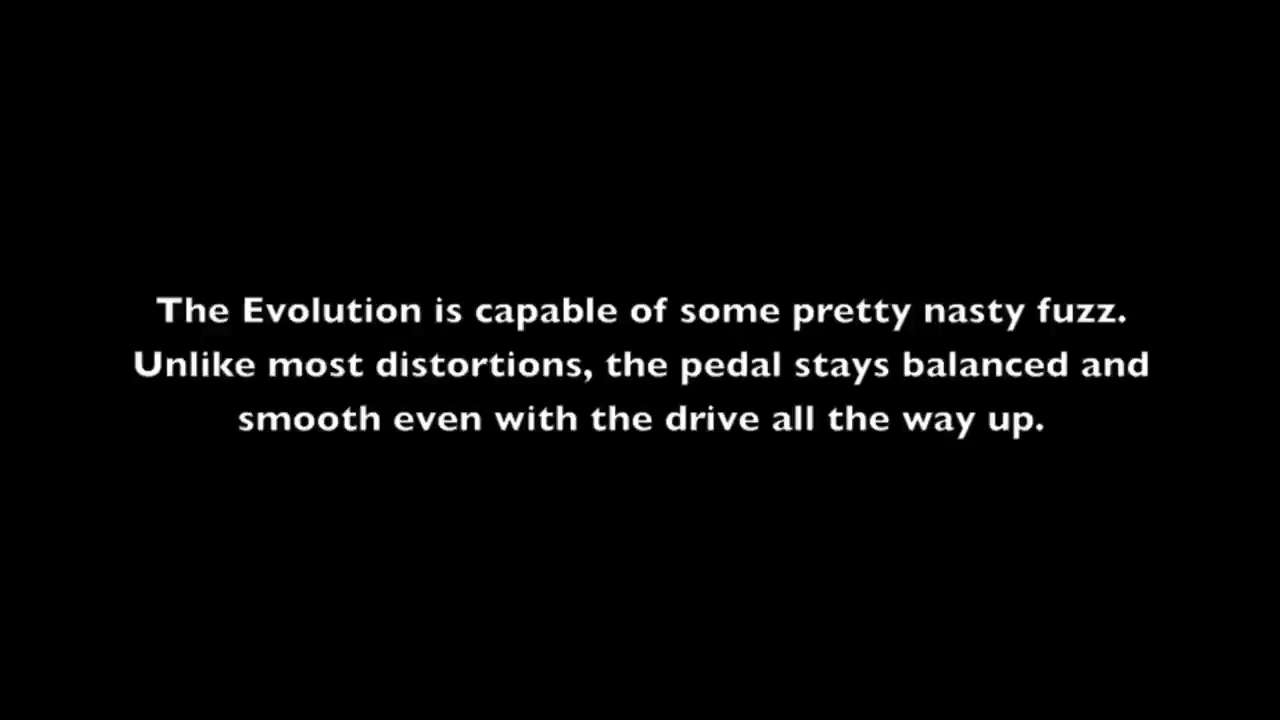 The Evolution is capable of some pretty nasty fuzz.
Unlike most distortions, the pedal stays balanced and
smooth even with the drive all the way up.